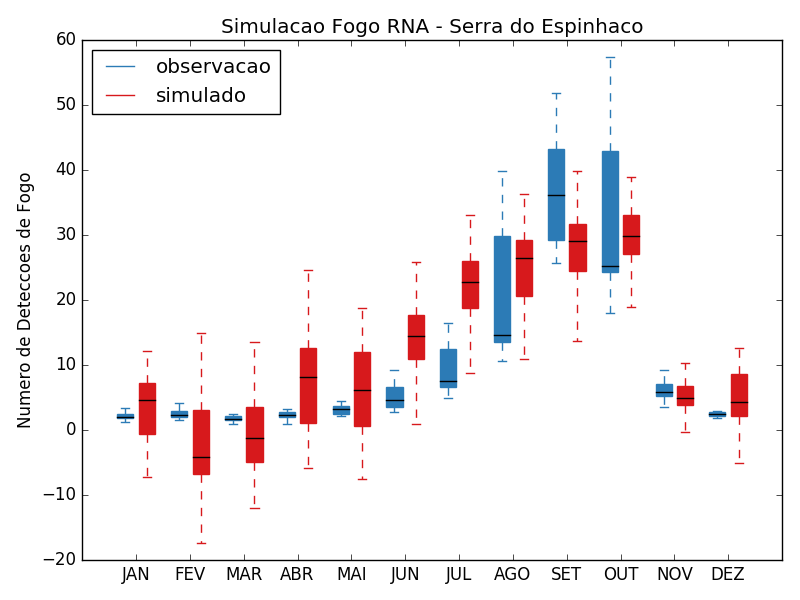 Simulacao Fogo RNA - Serra do Espinhaco
60
50
40
30
20
10
0
−10
−20
Numero de Deteccoes de Fogo
observacao
simulado
JAN FEV MAR ABR MAI JUN JUL AGO SET OUT NOV DEZ